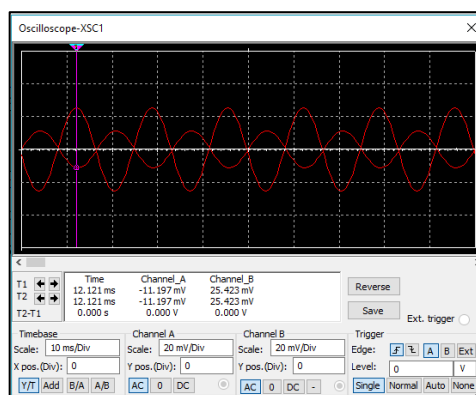 Oscilloscope-XSC1
Time Channel_A Channel_B
T1 12.121 ms -11.197 mV 25.423 mV
T2 12.121 ms -11.197 mV 25.423 mV
T2-T1 0.000 s 0.000 V 0.000 V
Reverse
Save
Ext. trigger
Timebase
Scale: 10 ms/Div
X pos.(Div): 0
Y/T Add B/A A/B
Channel A
Scale: 20 mV/Div
Y pos.(Div): 0
AC 0 DC
Channel B
Scale: 20 mV/Div
Y pos.(Div): 0
AC 0 DC -
Trigger
Edge: A B Ext
Level: 0 V
Single Normal Auto None